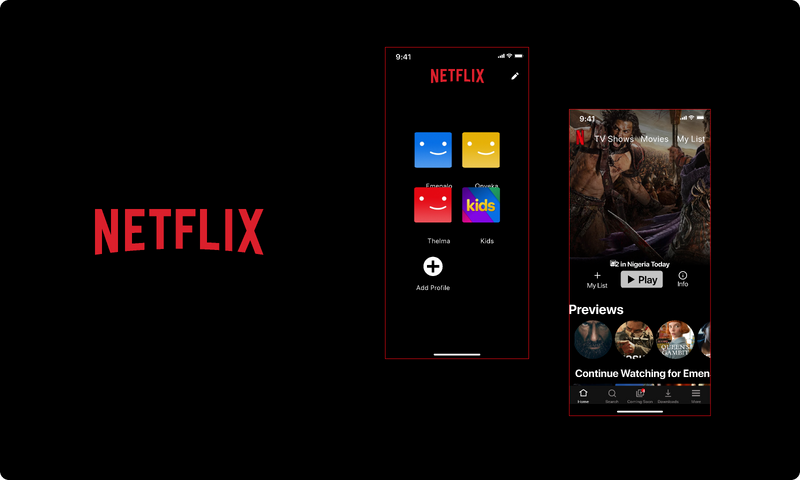 NETFLIX
9:41
NETFLIX
Emenalo
Onyeka
kids
Thelma
Kids
Add Profile
9:41
N
TV Shows
Movies
My List
#2 in Nigeria Today
My List
Play
Info
Previews
QUEEN'S
GAMBIT
Continue Watching for Emen
Home
Search
Coming Soon
Downloads